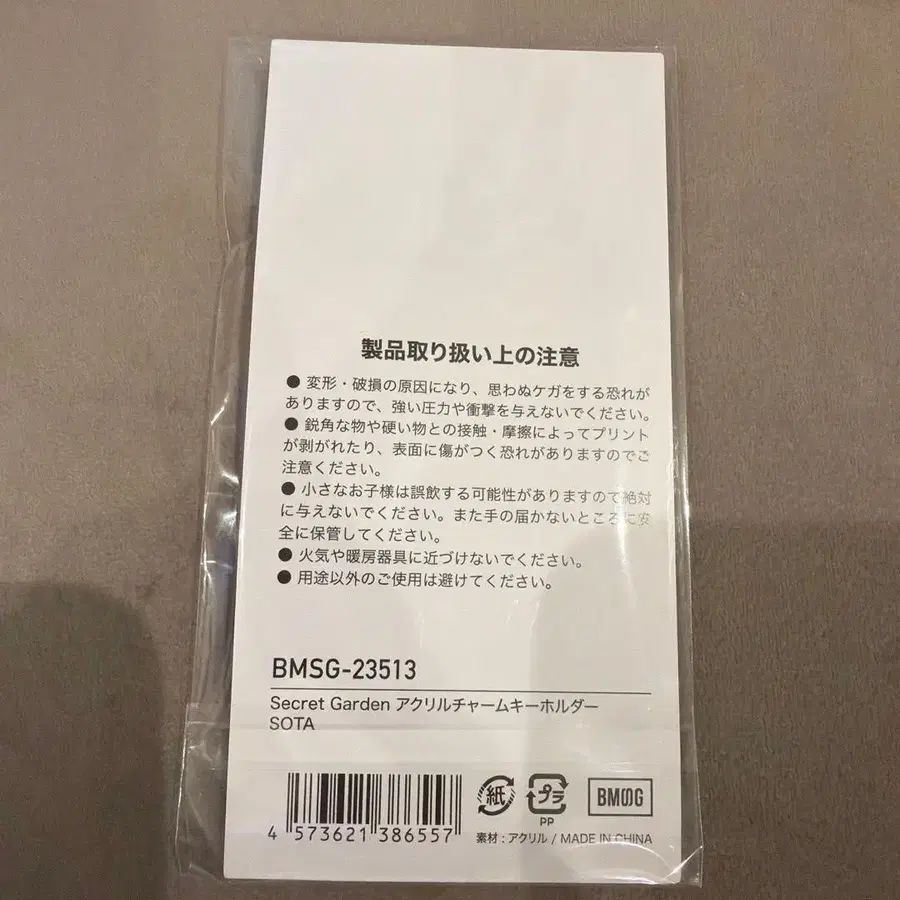 製品取り扱い上の注意
● 変形・破損の原因になり、思わぬケガをする恐れが
ありますので、強い圧力や衝撃を与えないでください。
● 鋭角な物や硬い物との接触・摩擦によってプリント
が剥がれたり、表面に傷がつく恐れがありますのでご
注意ください。
● 小さなお子様は誤飲する可能性がありますので絶対
に与えないでください。また手の届かないところに安
全に保管してください。
● 火気や暖房器具に近づけないでください。
● 用途以外のご使用は避けてください。
BMSG-23513
Secret Garden アクリルチャームキーホルダー
SOTA
紙 プラ BMSG
PP
4 573621 386557
素材 : アクリル / MADE IN CHINA